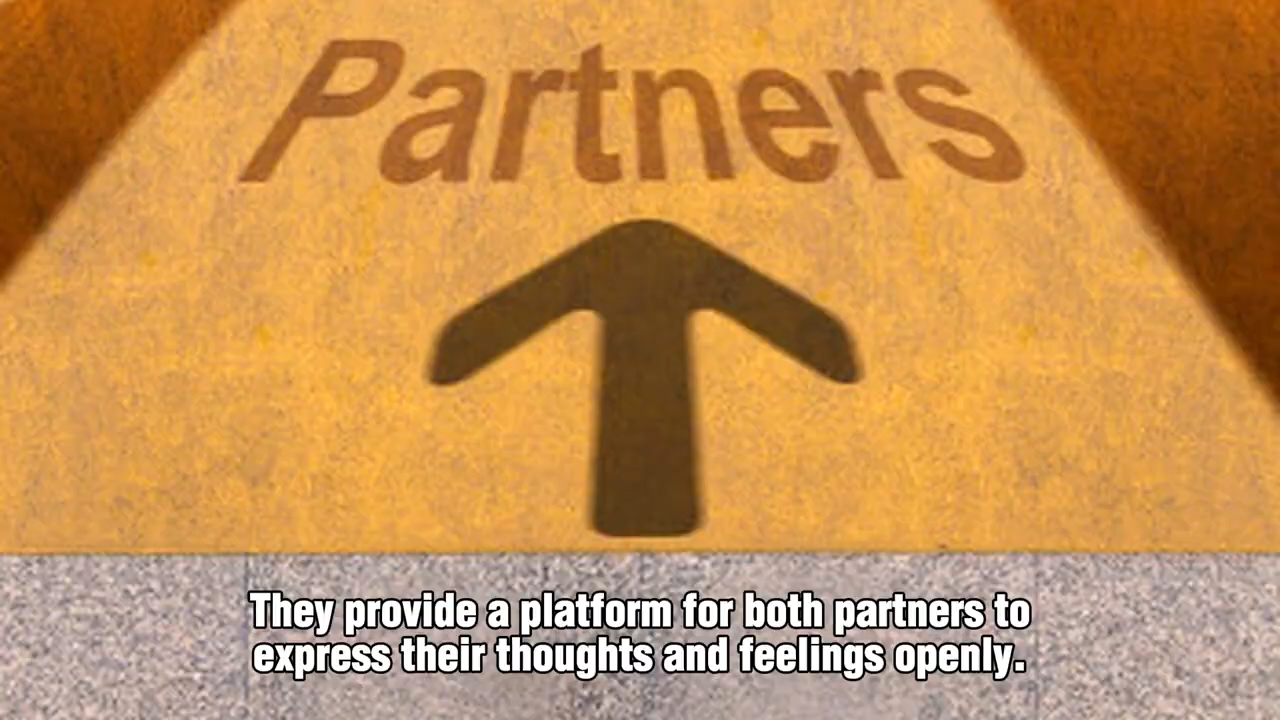 Partners
They provide a platform for both partners to
express their thoughts and feelings openly.